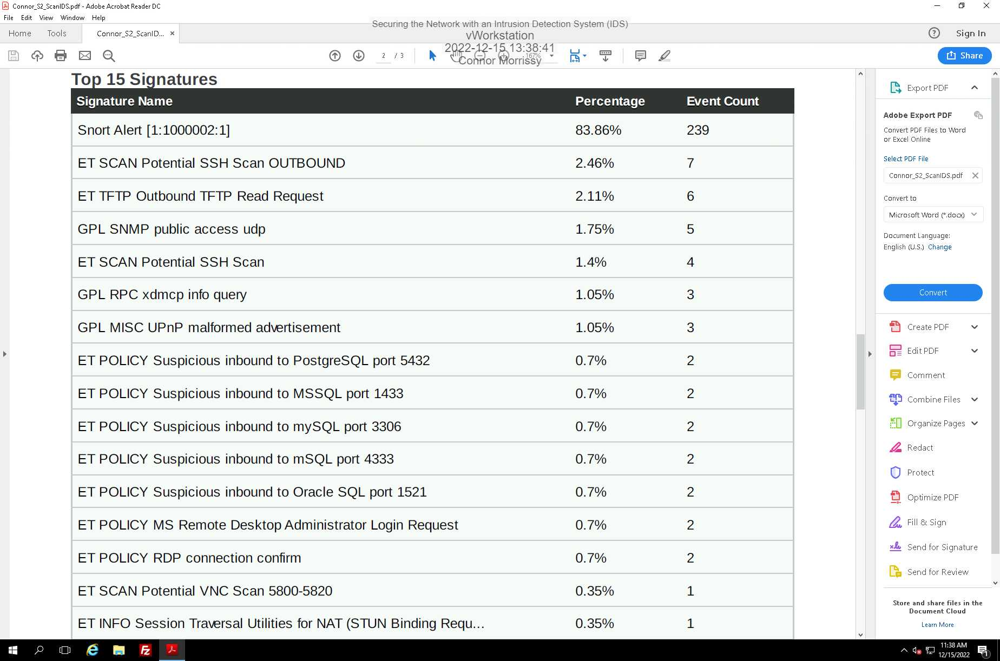 Connor_S2_ScanIDS.pdf - Adobe Acrobat Reader DC
File Edit View Window Help
Securing the Network with an Intrusion Detection System (IDS)
vWorkstation
2022-12-15 13:38:41
Connor Morrissy
Home Tools Connor_S2_ScanID... × ? Sign In
2 / 3 167% Share
Top 15 Signatures
Signature Name Percentage Event Count
Snort Alert [1:1000002:1] 83.86% 239
ET SCAN Potential SSH Scan OUTBOUND 2.46% 7
ET TFTP Outbound TFTP Read Request 2.11% 6
GPL SNMP public access udp 1.75% 5
ET SCAN Potential SSH Scan 1.4% 4
GPL RPC xdmcp info query 1.05% 3
GPL MISC UPnP malformed advertisement 1.05% 3
ET POLICY Suspicious inbound to PostgreSQL port 5432 0.7% 2
ET POLICY Suspicious inbound to MSSQL port 1433 0.7% 2
ET POLICY Suspicious inbound to mySQL port 3306 0.7% 2
ET POLICY Suspicious inbound to mSQL port 4333 0.7% 2
ET POLICY Suspicious inbound to Oracle SQL port 1521 0.7% 2
ET POLICY MS Remote Desktop Administrator Login Request 0.7% 2
ET POLICY RDP connection confirm 0.7% 2
ET SCAN Potential VNC Scan 5800-5820 0.35% 1
ET INFO Session Traversal Utilities for NAT (STUN Binding Requ... 0.35% 1
Export PDF
Adobe Export PDF
Convert PDF Files to Word
or Excel Online
Select PDF File
Connor_S2_ScanIDS.pdf
Convert to
Microsoft Word (*.docx)
Document Language:
English (U.S.) Change
Convert
Create PDF
Edit PDF
Comment
Combine Files
Organize Pages
Redact
Protect
Optimize PDF
Fill & Sign
Send for Signature
Send for Review
Store and share files in the
Document Cloud
Learn More
11:38 AM
12/15/2022
1